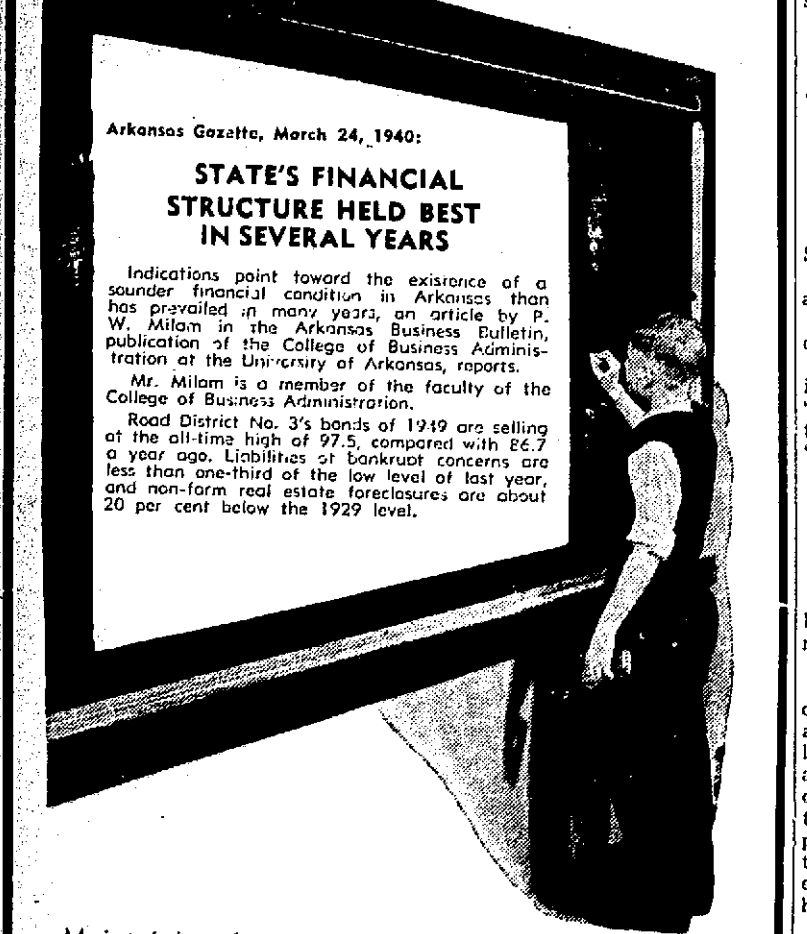 Arkansas Gazette, March 24, 1940:
STATE'S FINANCIAL
STRUCTURE HELD BEST
IN SEVERAL YEARS
Indications point toward the existence of a
sounder financial condition in Arkansas than
has prevailed in many years, an article by P.
W. Milam in the Arkansas Business Bulletin,
publication of the College of Business Adminis-
tration at the University of Arkansas, reports.
Mr. Milam is a member of the faculty of the
College of Business Administration.
Road District No. 3's bonds of 1949 are selling
at the all-time high of 97.5, compared with 86.7
a year ago. Liabilities of bankrupt concerns are
less than one-third of the low level of last year,
and non-farm real estate foreclosures are about
20 per cent below the 1929 level.